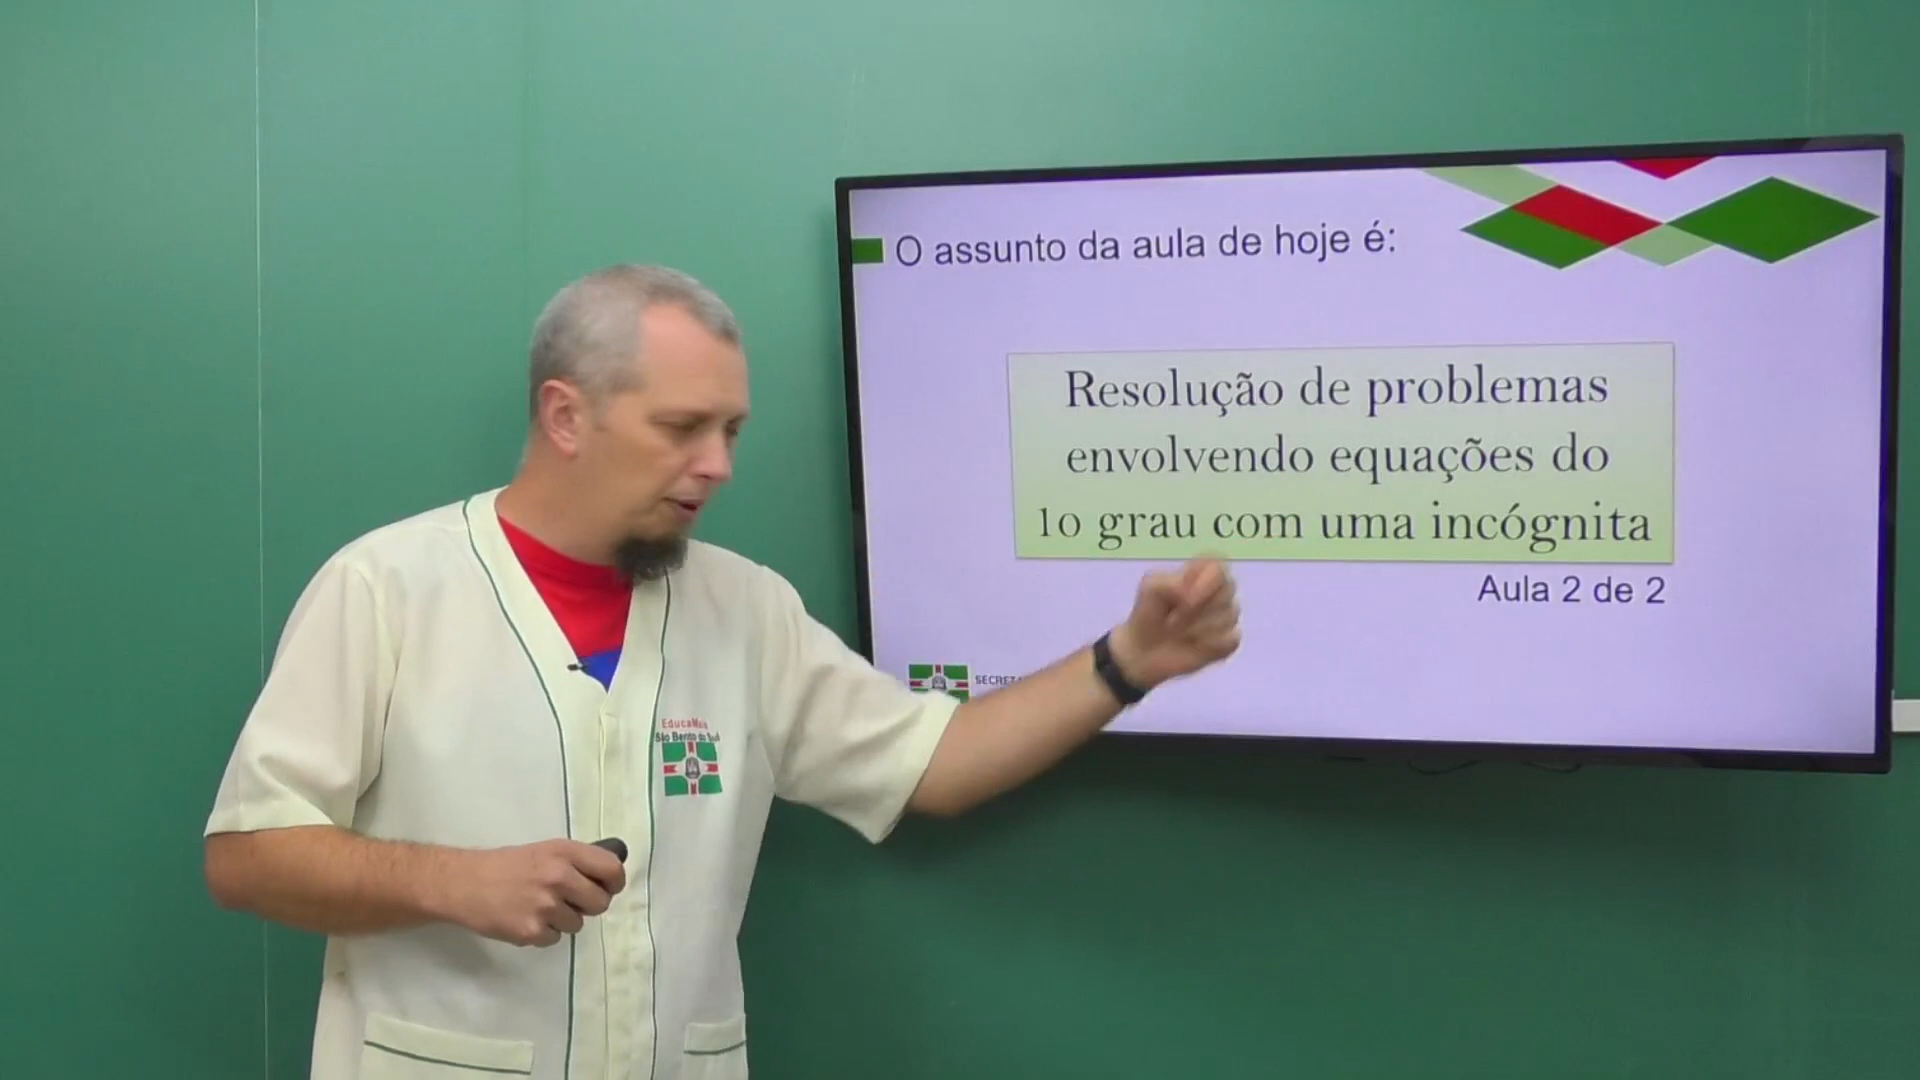 O assunto da aula de hoje é:
Resolução de problemas
envolvendo equações do
1o grau com uma incógnita
Aula 2 de 2
EducaMais
São Bento do Sul